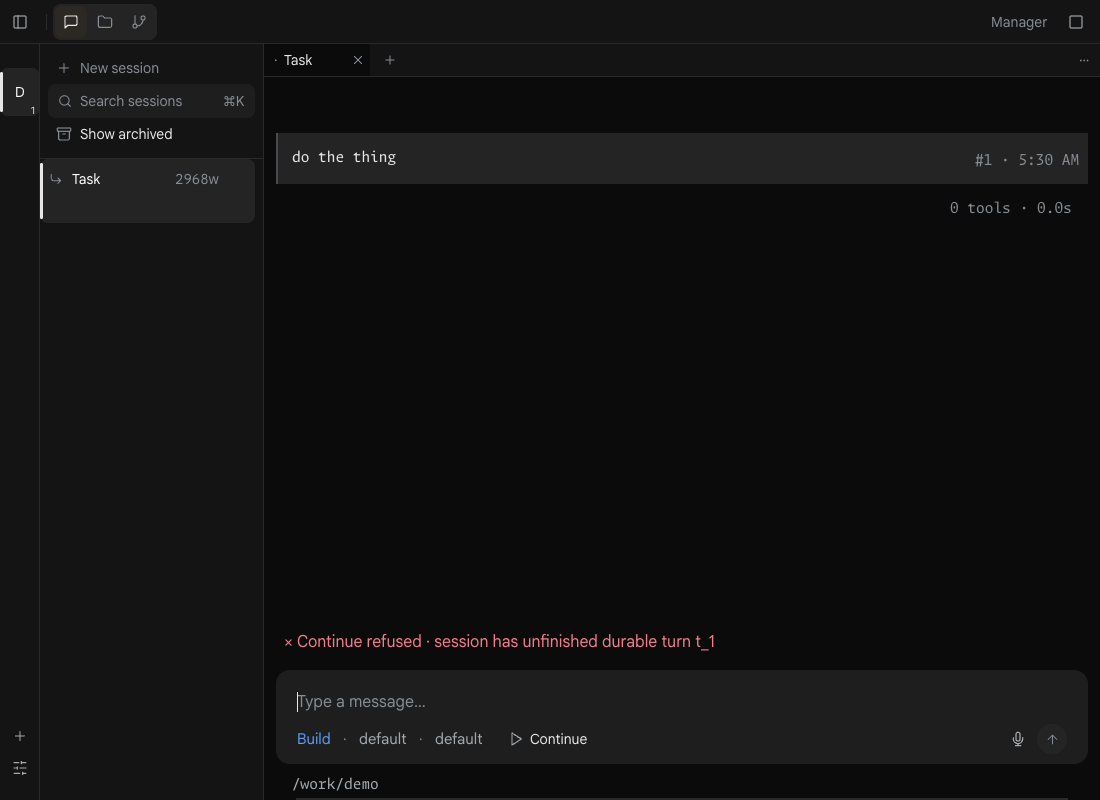 Manager
D
1
New session
Search sessions ⌘K
Show archived
Task 2968w
· Task
do the thing
#1 · 5:30 AM
0 tools · 0.0s
× Continue refused · session has unfinished durable turn t_1
Type a message...
Build · default · default Continue
/work/demo